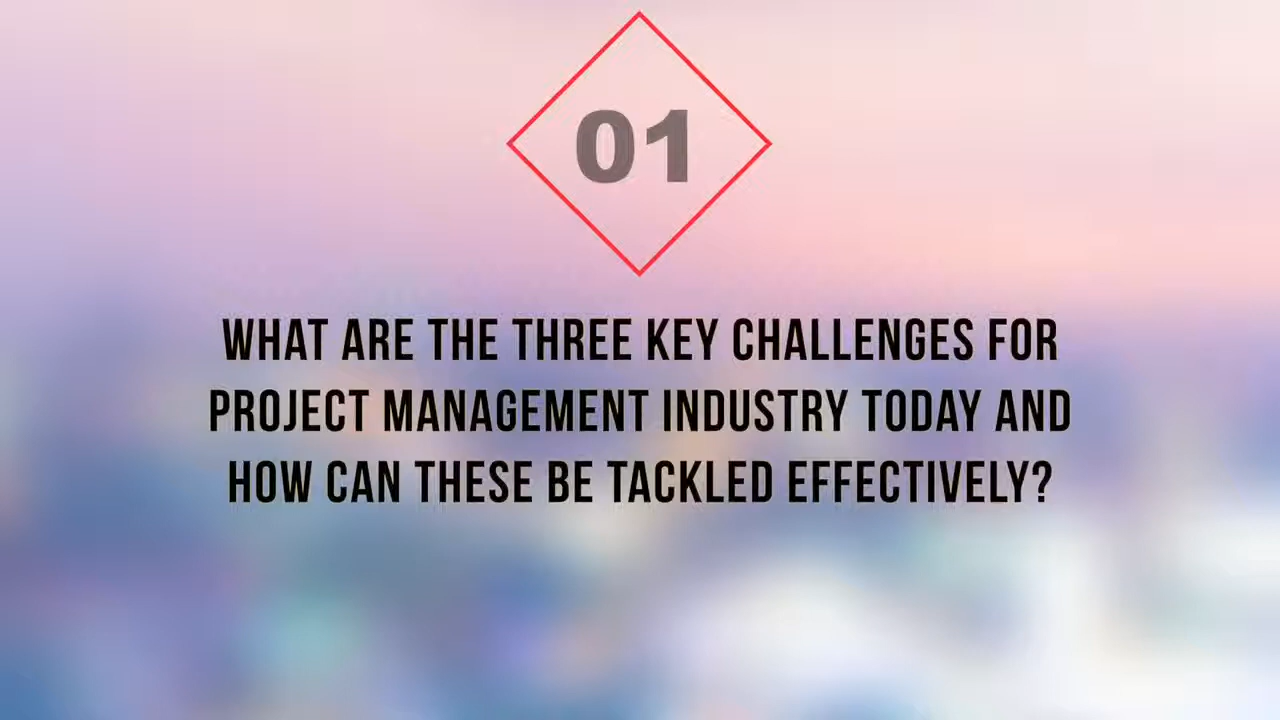 01
WHAT ARE THE THREE KEY CHALLENGES FOR
PROJECT MANAGEMENT INDUSTRY TODAY AND
HOW CAN THESE BE TACKLED EFFECTIVELY?